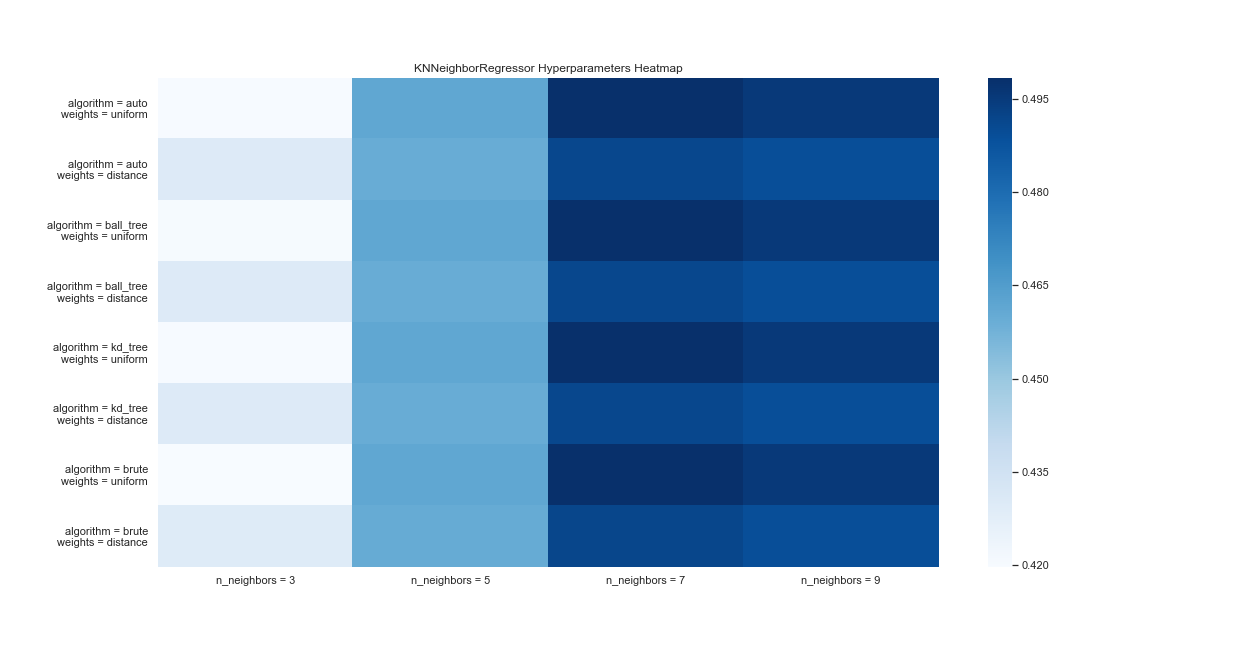 KNNeighborRegressor Hyperparameters Heatmap
algorithm = auto
weights = uniform
algorithm = auto
weights = distance
algorithm = ball_tree
weights = uniform
algorithm = ball_tree
weights = distance
algorithm = kd_tree
weights = uniform
algorithm = kd_tree
weights = distance
algorithm = brute
weights = uniform
algorithm = brute
weights = distance
n_neighbors = 3
n_neighbors = 5
n_neighbors = 7
n_neighbors = 9
0.495
0.480
0.465
0.450
0.435
0.420